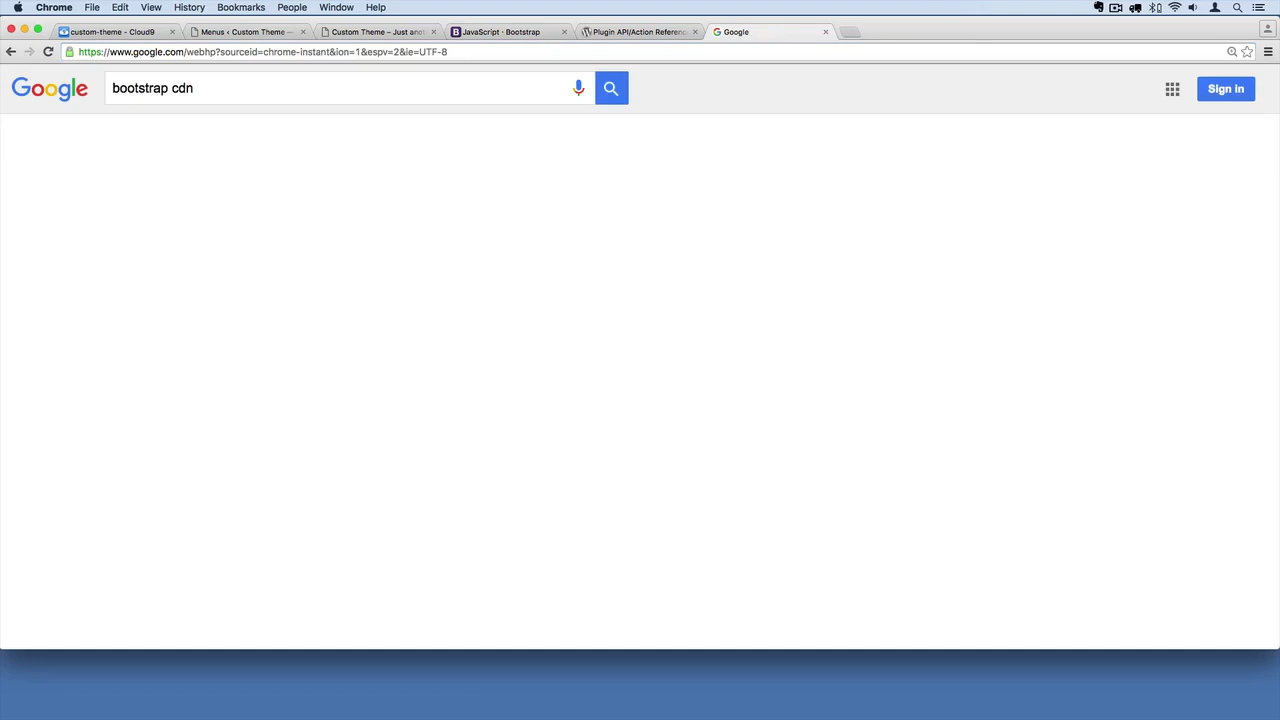 Chrome File Edit View History Bookmarks People Window Help
custom-theme - Cloud9 Menus ‹ Custom Theme — Custom Theme – Just ano JavaScript · Bootstrap Plugin API/Action Referenc Google
https://www.google.com/webhp?sourceid=chrome-instant&ion=1&espv=2&ie=UTF-8
Google bootstrap cdn Sign in